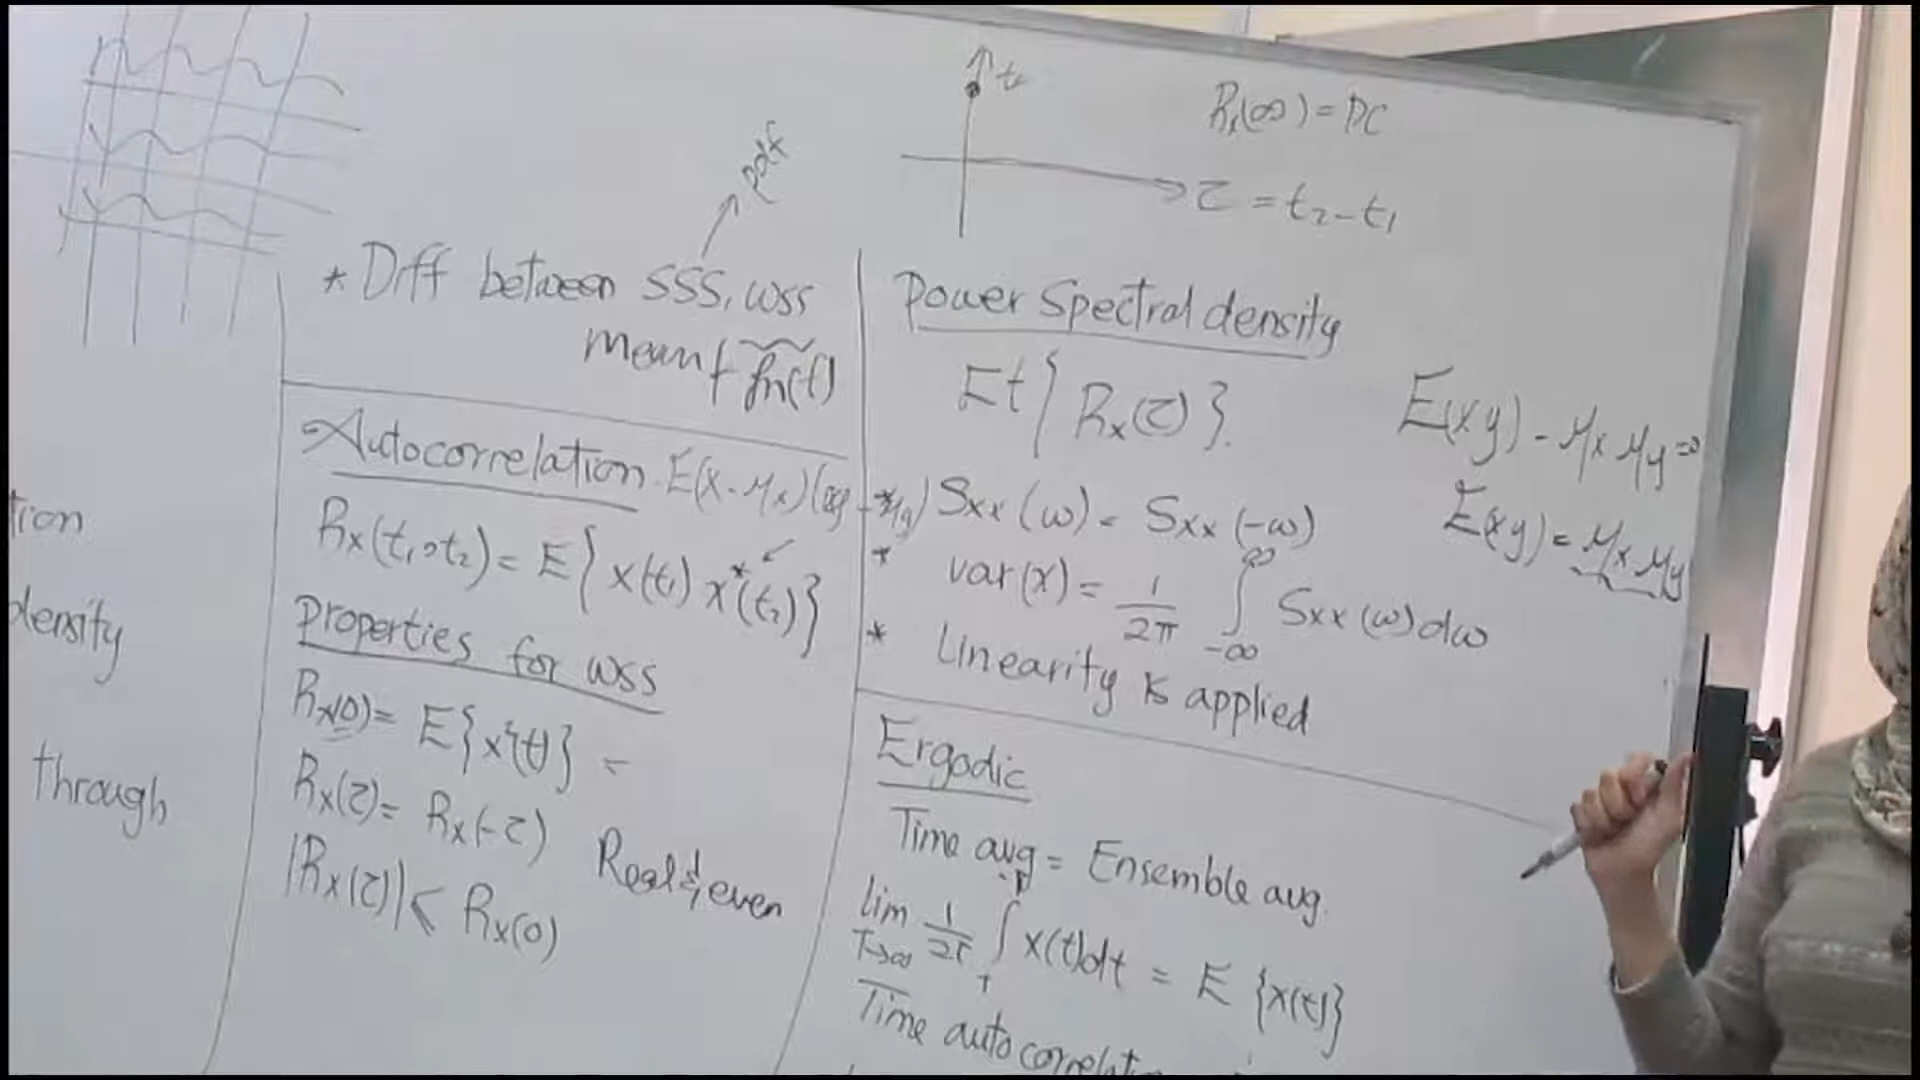 tion
density
through
pdf
* Diff between SSS, WSS
mean ≠ fn(t)
Autocorrelation E(X-μx)(
Rx(t1,t2) = E{x(t1) x*(t2)}
Properties for WSS
Rx(0) = E{x²(t)} =
Rx(τ) = Rx(-τ) Real & even
|Rx(τ)| < Rx(0)
Rx(∞) = DC
τ = t2 - t1
Power Spectral density
Ft{Rx(τ)}
* Sxx(ω) = Sxx(-ω)
* var(x) = 1/2π ∫_{-∞}^{∞} Sxx(ω)dω
* Linearity is applied
E(xy) - μx μy = 0
E(xy) = μx μy
Ergodic
Time avg = Ensemble avg.
lim T→∞ 1/2T ∫ x(t)dt = E{x(t)}
Time autocorrelati